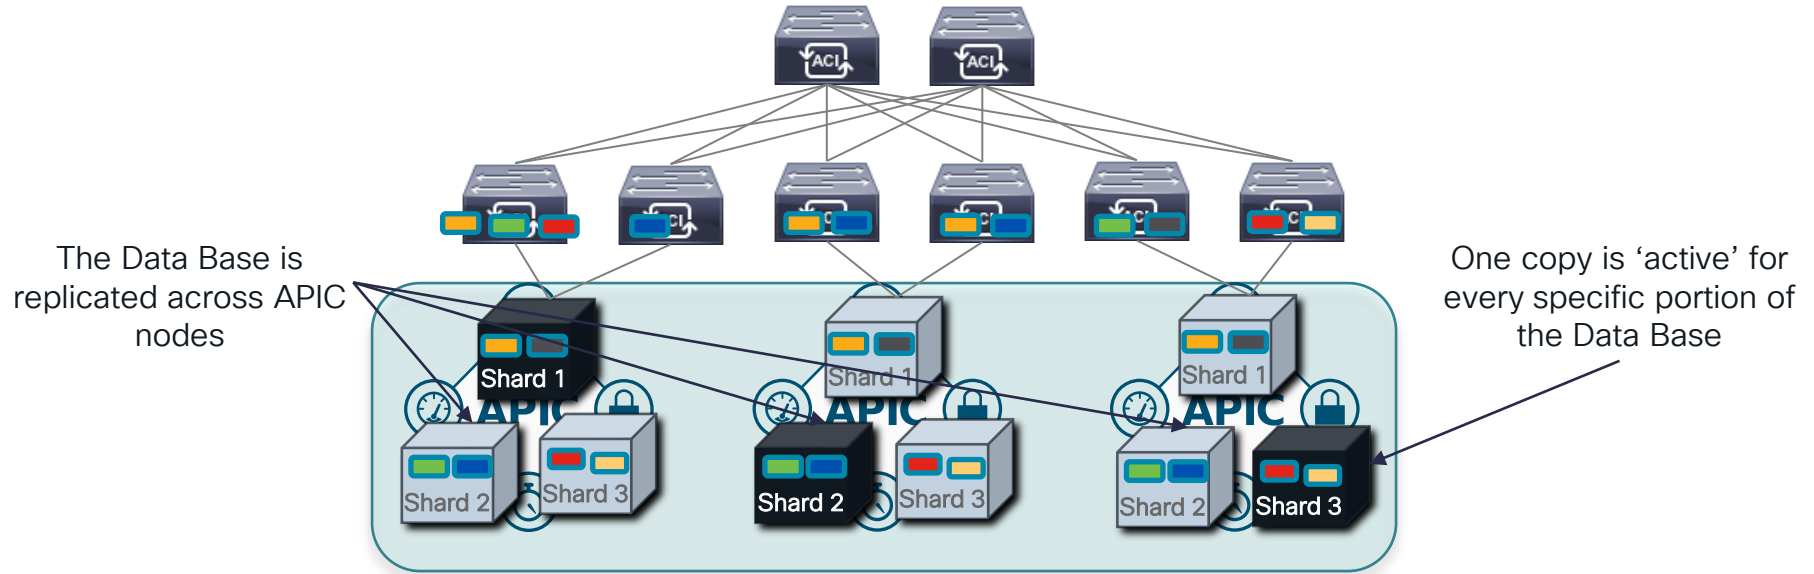 ACI
ACI
ACI
ACI
The Data Base is
replicated across APIC
nodes
One copy is ‘active’ for
every specific portion of
the Data Base
Shard 1
Shard 1
Shard 1
APIC
APIC
APIC
Shard 2
Shard 3
Shard 2
Shard 3
Shard 2
Shard 3